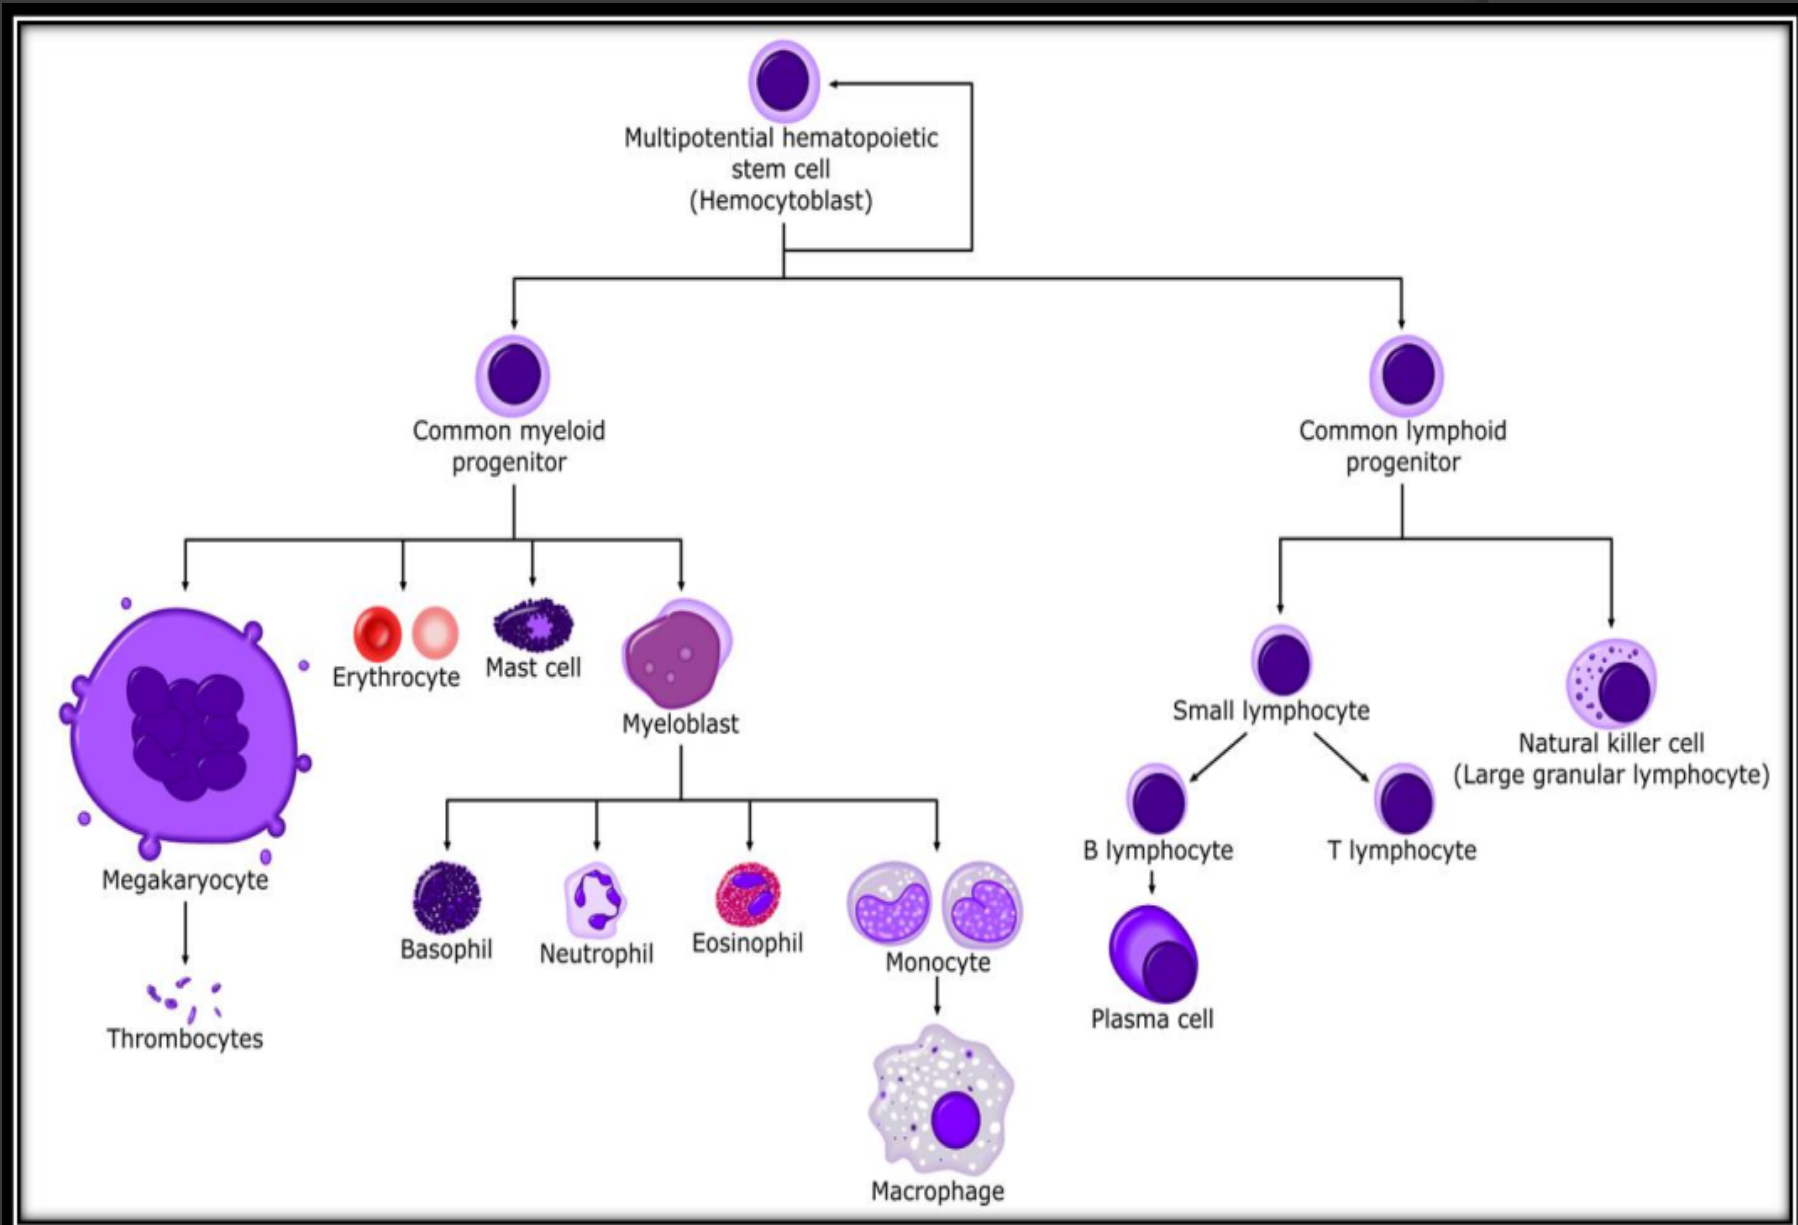 Multipotential hematopoietic
stem cell
(Hemocytoblast)
Common myeloid
progenitor
Common lymphoid
progenitor
Erythrocyte
Mast cell
Myeloblast
Small lymphocyte
Natural killer cell
(Large granular lymphocyte)
B lymphocyte
T lymphocyte
Megakaryocyte
Basophil
Neutrophil
Eosinophil
Monocyte
Plasma cell
Thrombocytes
Macrophage